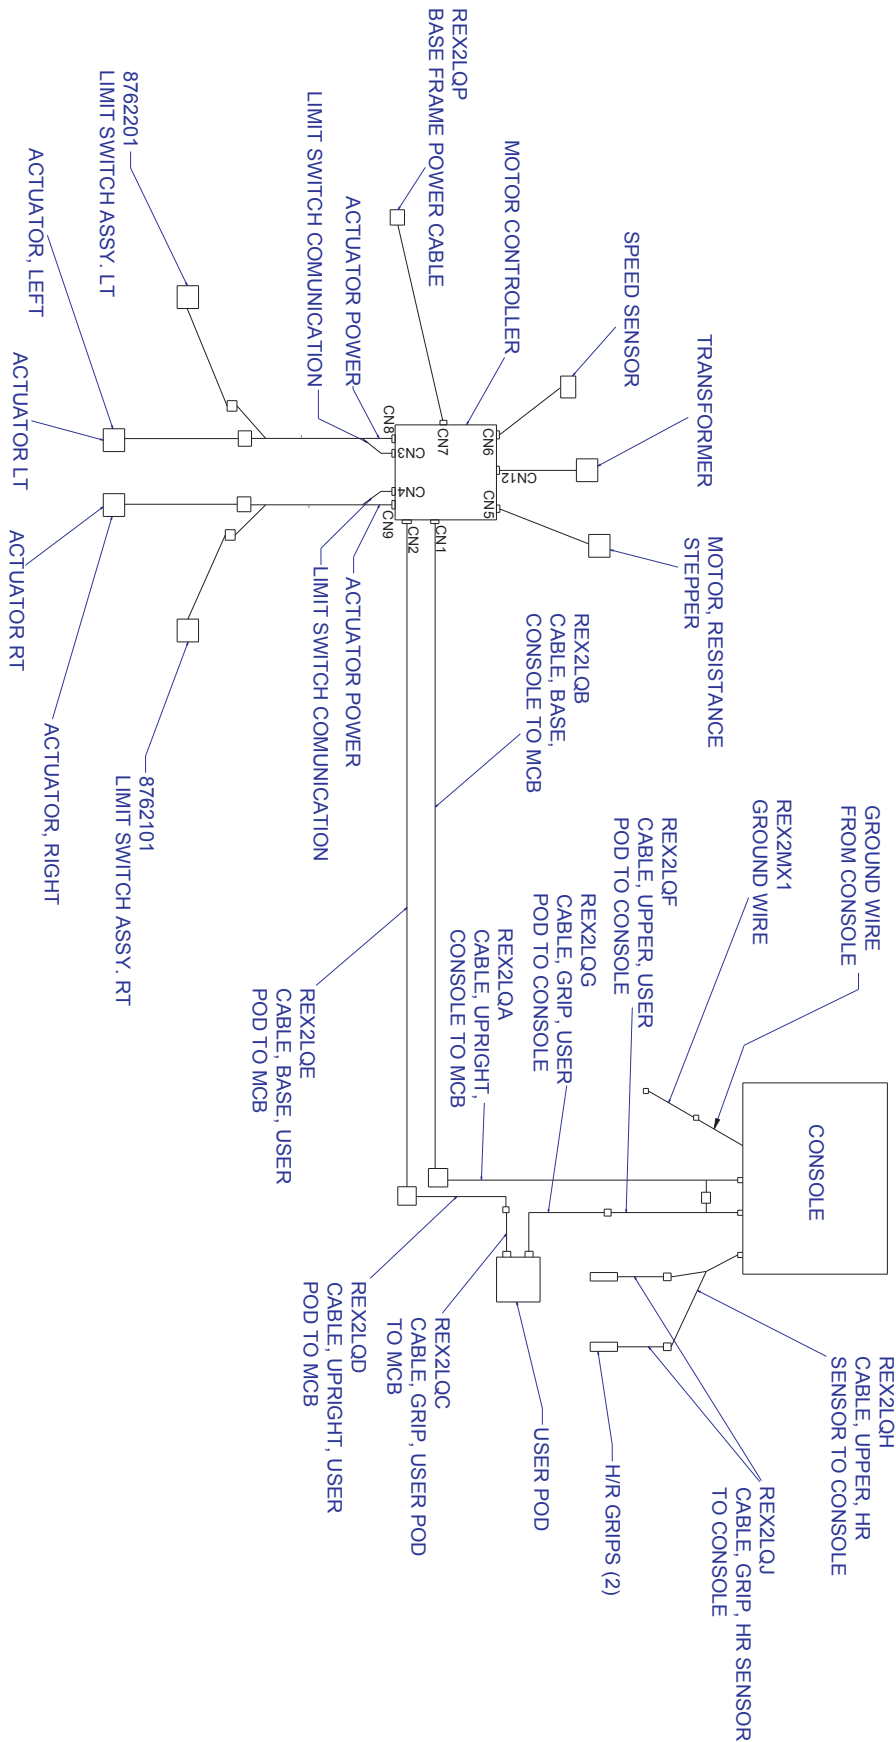 REX2LQP
BASE FRAME POWER CABLE
MOTOR CONTROLLER
SPEED SENSOR
TRANSFORMER
MOTOR, RESISTANCE
STEPPER
8762201
LIMIT SWITCH ASSY. LT
LIMIT SWITCH COMUNICATION
ACTUATOR POWER
ACTUATOR, LEFT
ACTUATOR LT
CN8
CN3
CN7
CN6
CN12
CN5
CN4
CN9
CN2
CN1
ACTUATOR RT
ACTUATOR, RIGHT
8762101
LIMIT SWITCH ASSY. RT
LIMIT SWITCH COMUNICATION
ACTUATOR POWER
REX2LQB
CABLE, BASE,
CONSOLE TO MCB
GROUND WIRE
FROM CONSOLE
REX2MX1
GROUND WIRE
REX2LQF
CABLE, UPPER, USER
POD TO CONSOLE
REX2LQG
CABLE, GRIP, USER
POD TO CONSOLE
REX2LQA
CABLE, UPRIGHT,
CONSOLE TO MCB
REX2LQE
CABLE, BASE, USER
POD TO MCB
CONSOLE
REX2LQD
CABLE, UPRIGHT, USER
POD TO MCB
REX2LQC
CABLE, GRIP, USER POD
TO MCB
USER POD
H/R GRIPS (2)
REX2LQJ
CABLE, GRIP, HR SENSOR
TO CONSOLE
REX2LQH
CABLE, UPPER, HR
SENSOR TO CONSOLE